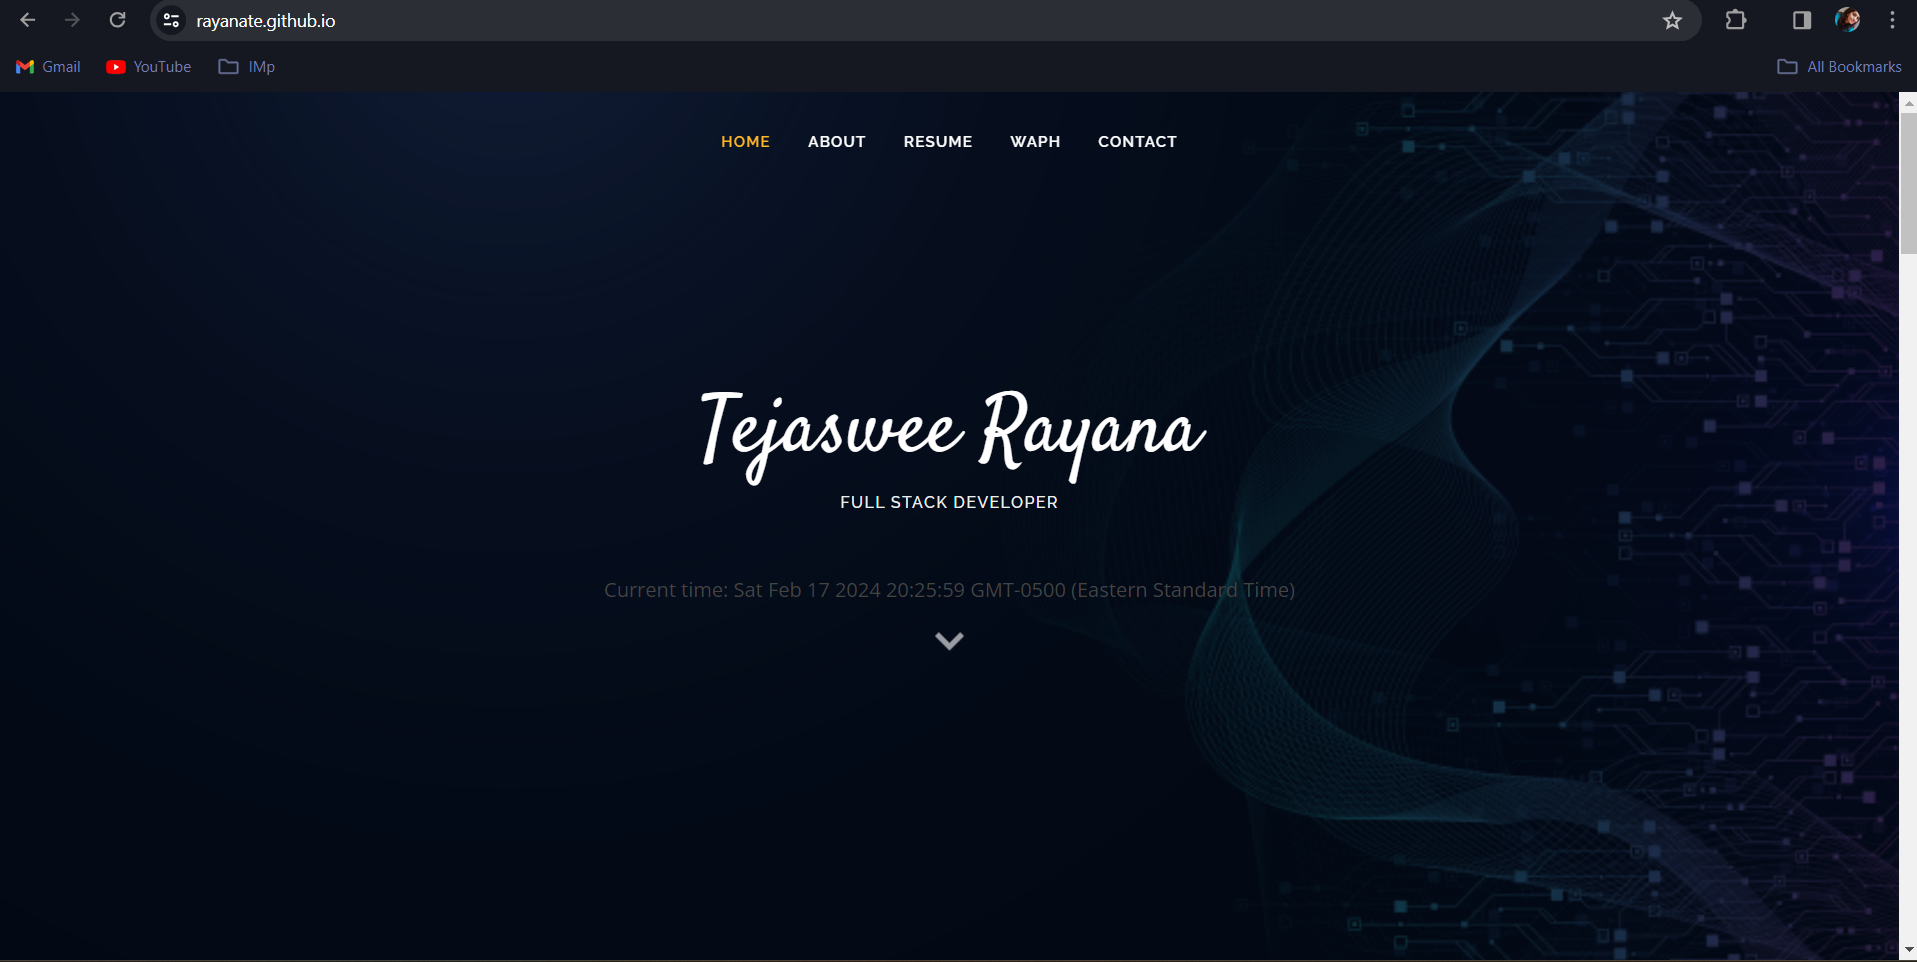 rayanate.github.io
Gmail YouTube IMp All Bookmarks
HOME ABOUT RESUME WAPH CONTACT
Tejaswee Rayana
FULL STACK DEVELOPER
Current time: Sat Feb 17 2024 20:25:59 GMT-0500 (Eastern Standard Time)